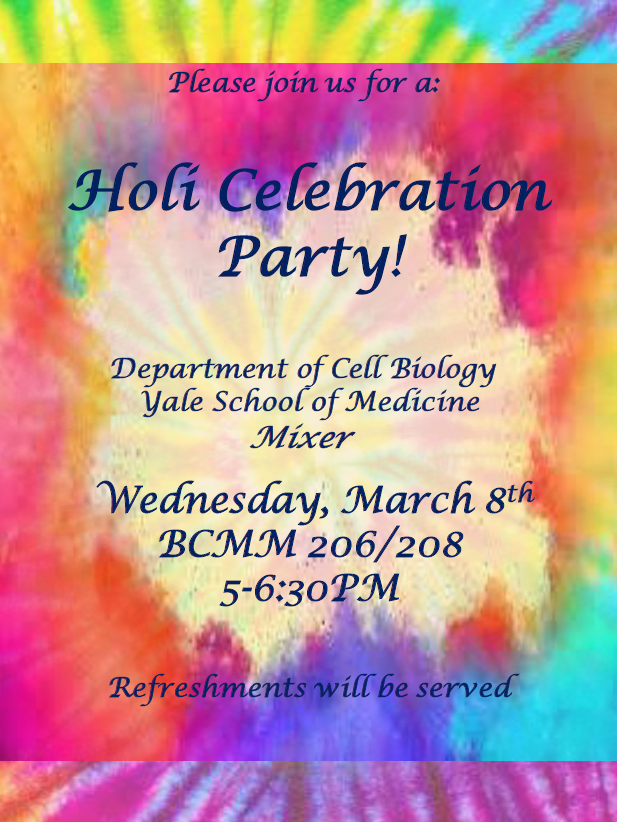 Please join us for a:
Holi Celebration
Party!
Department of Cell Biology
Yale School of Medicine
Mixer
Wednesday, March 8th
BCMM 206/208
5-6:30PM
Refreshments will be served